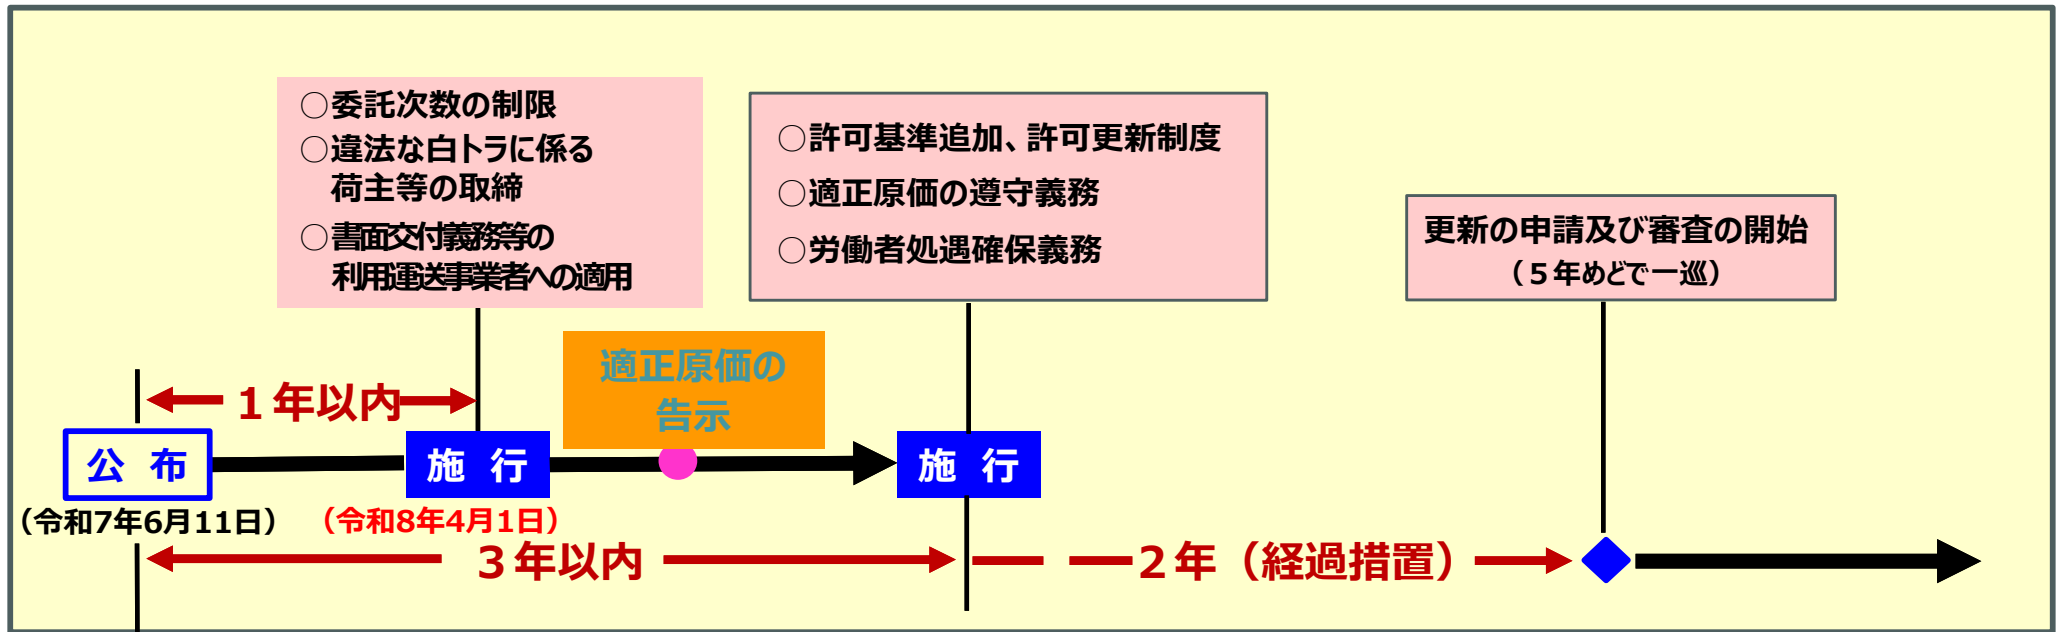 ○委託次数の制限
○違法な白トラに係る
荷主等の取締
○書面交付義務等の
利用運送事業者への適用
○許可基準追加、許可更新制度
○適正原価の遵守義務
○労働者処遇確保義務
更新の申請及び審査の開始
（５年めどで一巡）
適正原価の
告示
１年以内
公 布
施 行
施 行
（令和7年6月11日）
（令和8年4月1日）
３年以内
２年（経過措置）